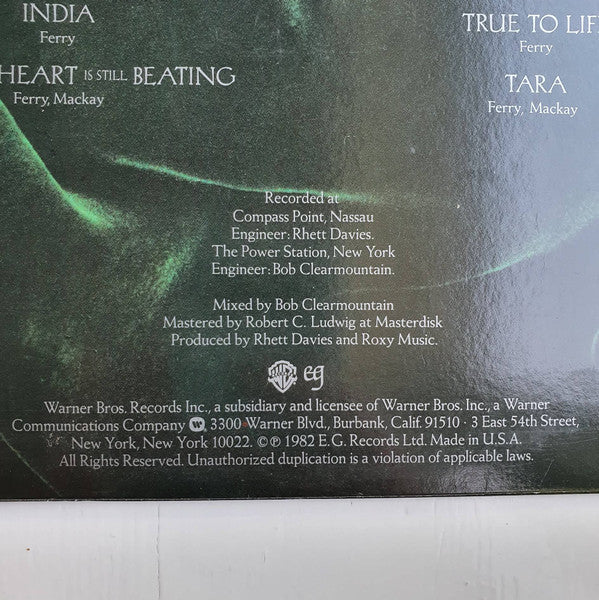 INDIA
Ferry
HEART IS STILL BEATING
Ferry, Mackay
TRUE TO LIF
Ferry
TARA
Ferry, Mackay
Recorded at
Compass Point, Nassau
Engineer: Rhett Davies.
The Power Station, New York
Engineer: Bob Clearmountain.
Mixed by Bob Clearmountain
Mastered by Robert C. Ludwig at Masterdisk
Produced by Rhett Davies and Roxy Music.
eg
Warner Bros. Records Inc., a subsidiary and licensee of Warner Bros. Inc., a Warner
Communications Company 3300 Warner Blvd., Burbank, Calif. 91510 · 3 East 54th Street,
New York, New York 10022. ©℗ 1982 E.G. Records Ltd. Made in U.S.A.
All Rights Reserved. Unauthorized duplication is a violation of applicable laws.